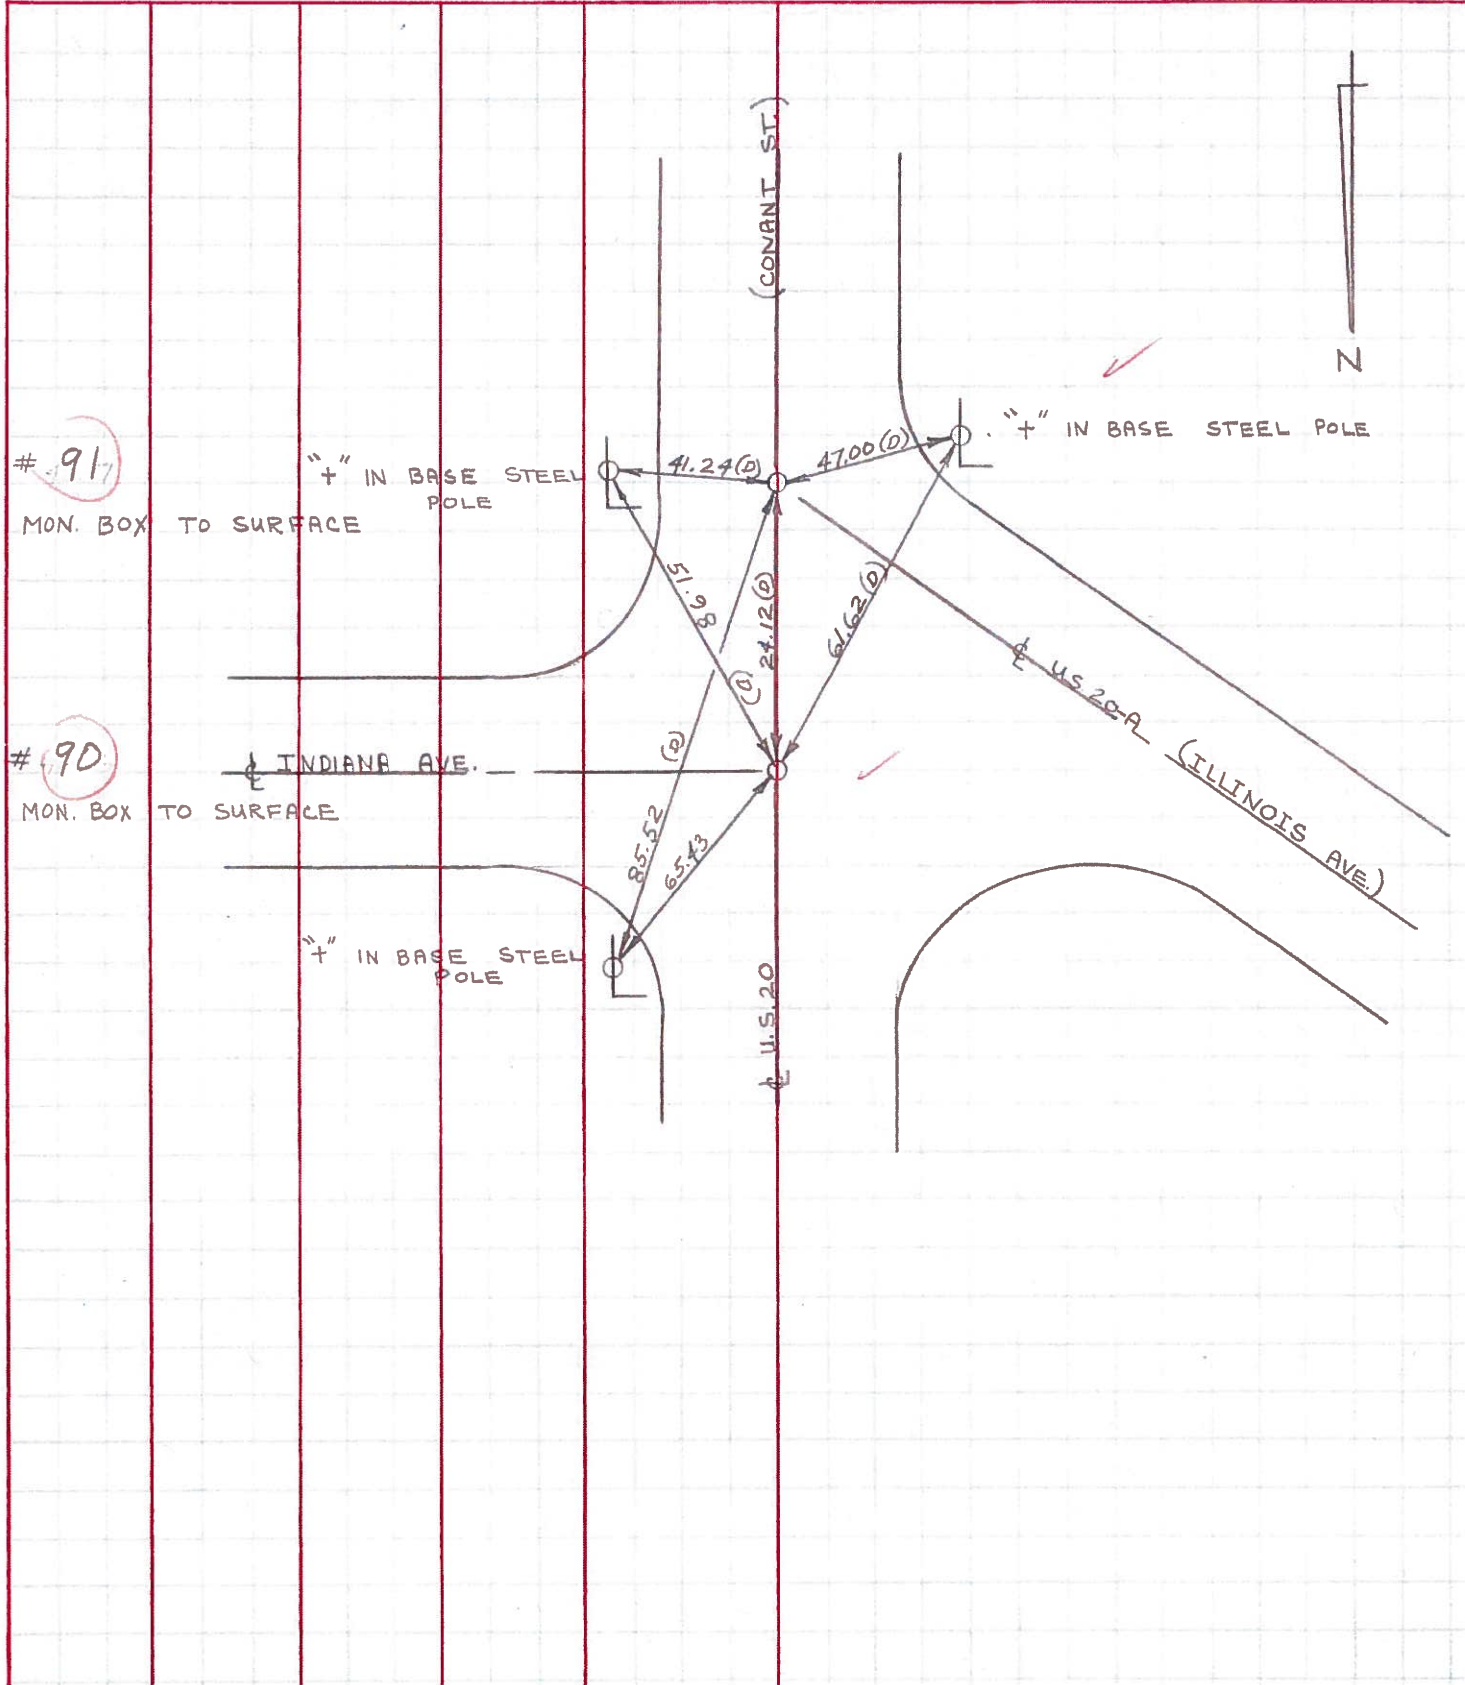 (CONANT ST.)
N
# 91
MON. BOX TO SURFACE
"+" IN BASE STEEL
POLE
41.24 (D)
47.00 (D)
"+" IN BASE STEEL POLE
51.98 (D)
24.12 (D)
61.62 (D)
℄ U.S. 20-A (ILLINOIS AVE.)
# 90
MON. BOX TO SURFACE
℄ INDIANA AVE.
85.52 (D)
65.43
"+" IN BASE STEEL
POLE
℄ U.S. 20